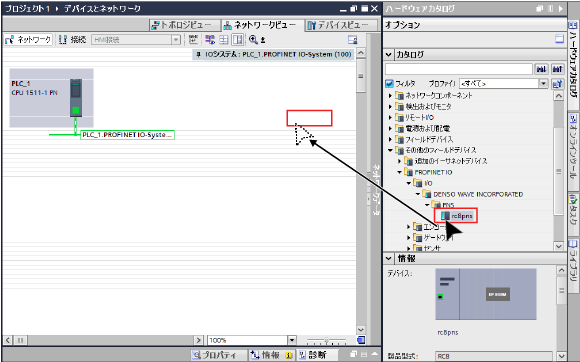 プロジェクト1 ▸ デバイスとネットワーク
トポロジビュー
ネットワークビュー
デバイスビュー
ネットワーク
接続
HMI接続
IOシステム: PLC_1.PROFINET IO-System (100)
PLC_1
CPU 1511-1 PN
PLC_1.PROFINET IO-Syste...
100%
プロパティ
情報
診断
ネットワークデータ
ハードウェアカタログ
オプション
カタログ
フィルタ
プロファイ
<すべて>
ネットワークコンポーネント
検出およびモニタ
リモートI/O
電源および配電
フィールドデバイス
その他のフィールドデバイス
追加のイーサネットデバイス
PROFINET IO
I/O
DENSO WAVE INCORPORATED
PNS
rc8pns
エンコーダ
ゲートウェイ
センサ
情報
デバイス:
rc8pns
製品型式:
RC8
ハードウェアカタログ
オンラインツール
タスク
ライブラリ